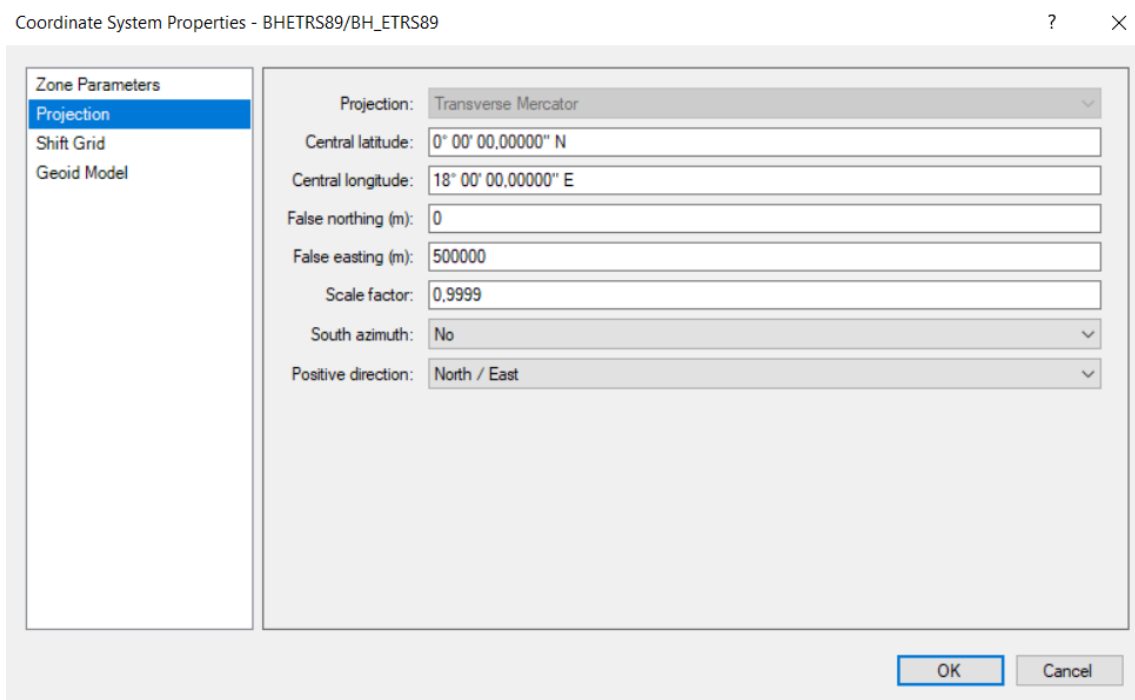 Coordinate System Properties - BHETRS89/BH_ETRS89
?
Zone Parameters
Projection
Shift Grid
Geoid Model
Projection: Transverse Mercator
Central latitude: 0° 00' 00,00000" N
Central longitude: 18° 00' 00,00000" E
False northing (m): 0
False easting (m): 500000
Scale factor: 0,9999
South azimuth: No
Positive direction: North / East
OK Cancel